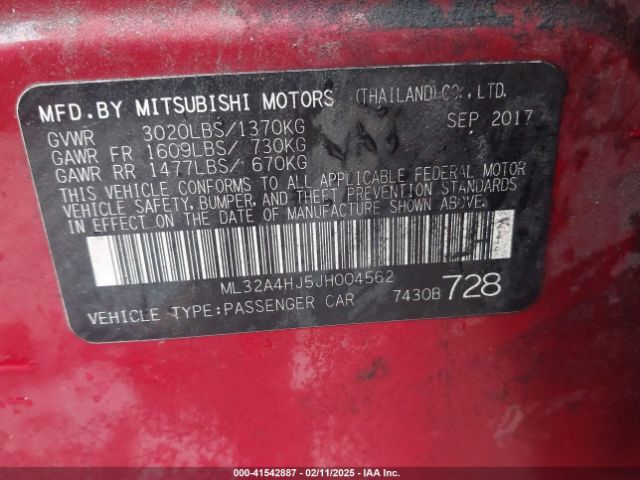 MFD.BY MITSUBISHI MOTORS (THAILAND) CO., LTD.
GVWR 3020LBS/1370KG SEP 2017
GAWR FR 1609LBS/ 730KG
GAWR RR 1477LBS/ 670KG
THIS VEHICLE CONFORMS TO ALL APPLICABLE FEDERAL MOTOR
VEHICLE SAFETY, BUMPER, AND THEFT PREVENTION STANDARDS
IN EFFECT ON THE DATE OF MANUFACTURE SHOWN ABOVE.
ML32A4HJ5JH004562
VEHICLE TYPE:PASSENGER CAR 7430B 728
000-41542887 - 02/11/2025 - IAA Inc.